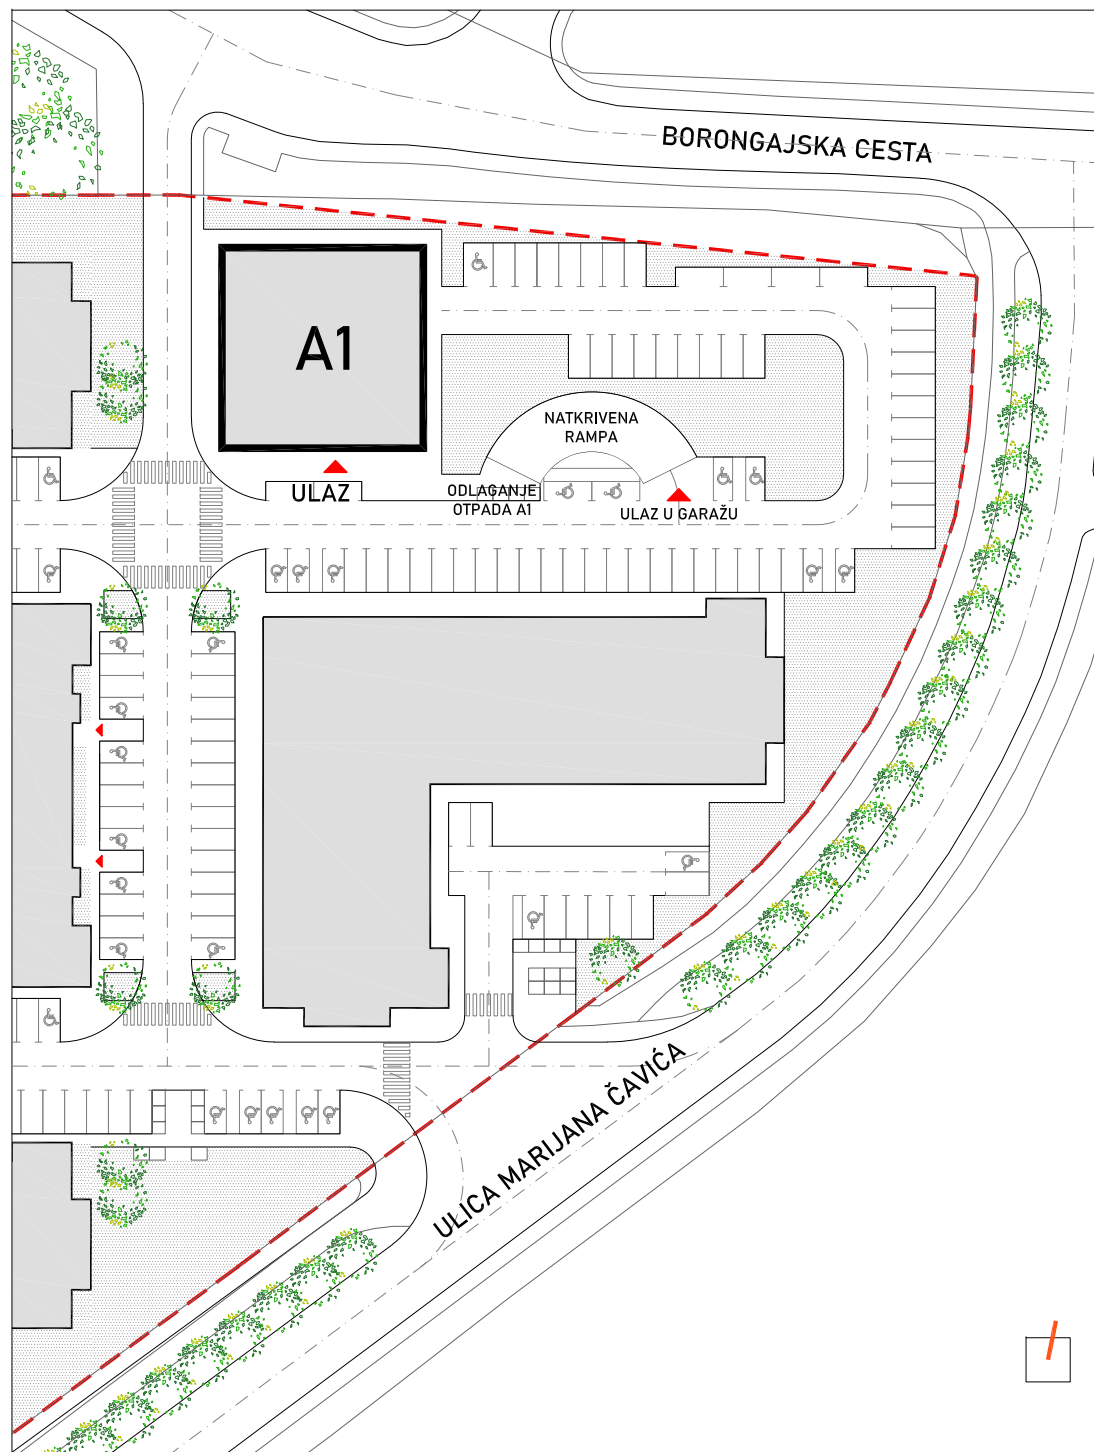 BORONGAJSKA CESTA
A1
NATKRIVENA
RAMPA
ULAZ
ODLAGANJE
OTPADA A1
ULAZ U GARAŽU
ULICA MARIJANA ČAVIĆA